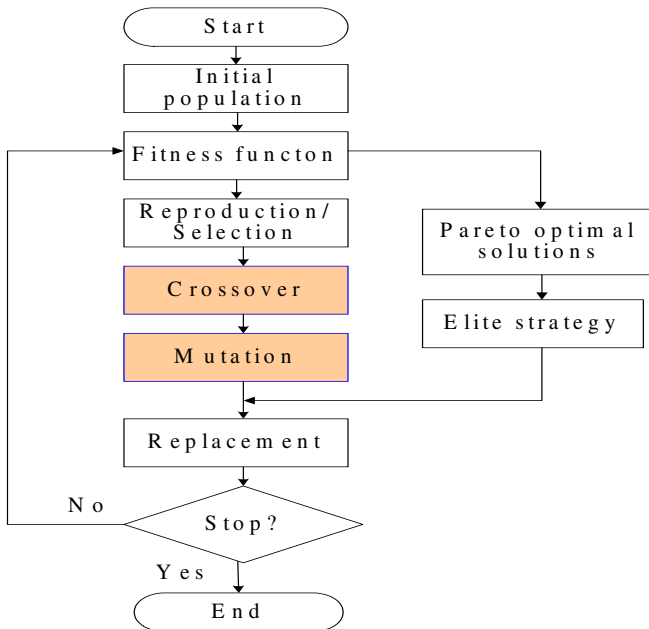 Start
Initial
population
Fitness functon
Reproduction/
Selection
Pareto optimal
solutions
Crossover
Elite strategy
Mutation
Replacement
No
Stop?
Yes
End